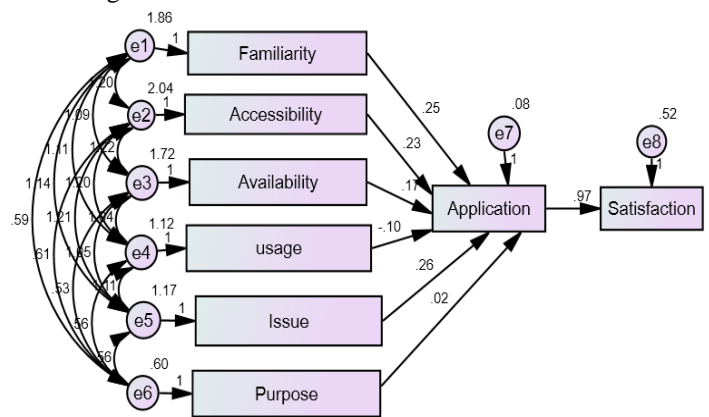 1.86
e1
1
Familiarity
.20
2.04
e2
1
Accessibility
.25
.08
.52
1.09
.23
e7
e8
1.22
1.11
1.72
e3
1
Availability
.17
1
1
1.14
1.20
Application
.97
Satisfaction
.59
1.21
1.12
e4
1
usage
-.10
.61
.26
1.17
e5
1
Issue
.53
.02
.56
.56
.60
e6
1
Purpose